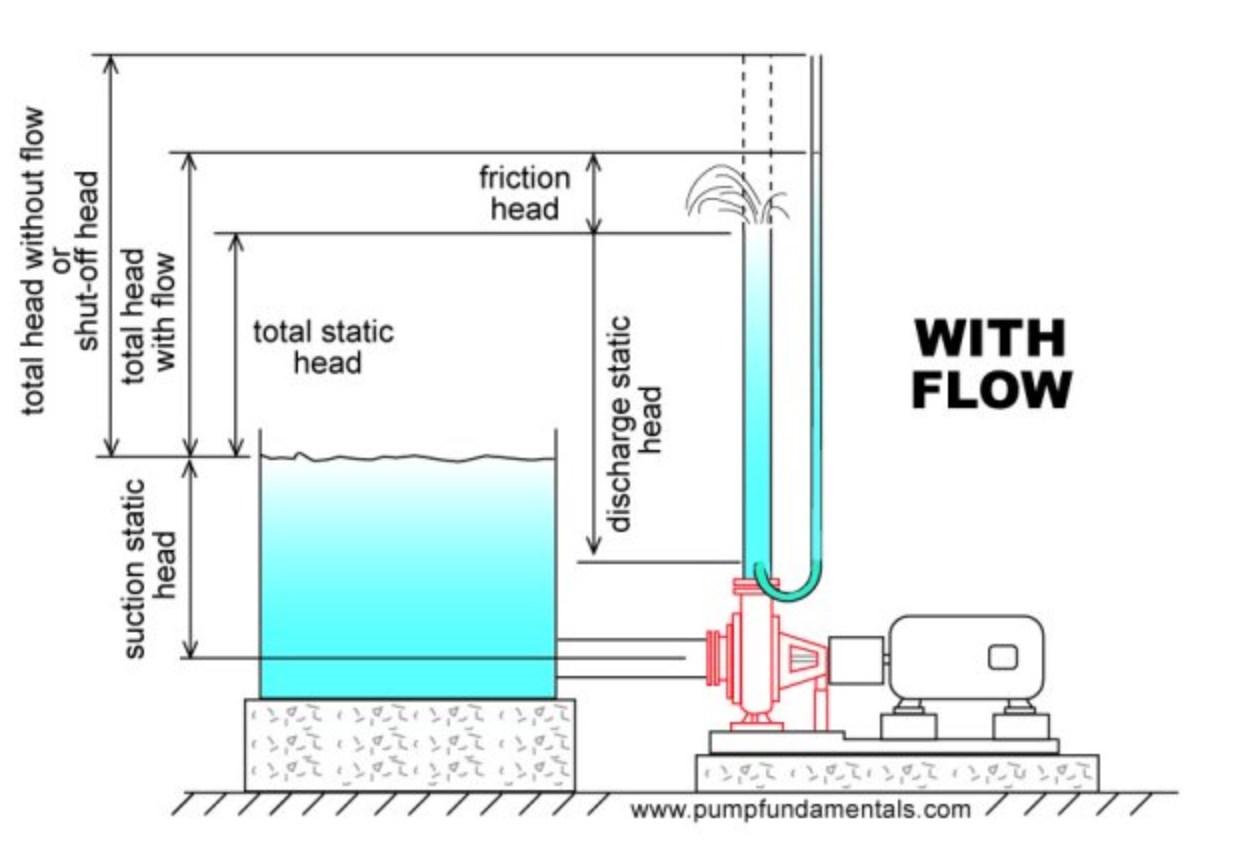 total head without flow
or
shut-off head
total head
with flow
friction
head
total static
head
discharge static
head
suction static
head
WITH
FLOW
www.pumpfundamentals.com